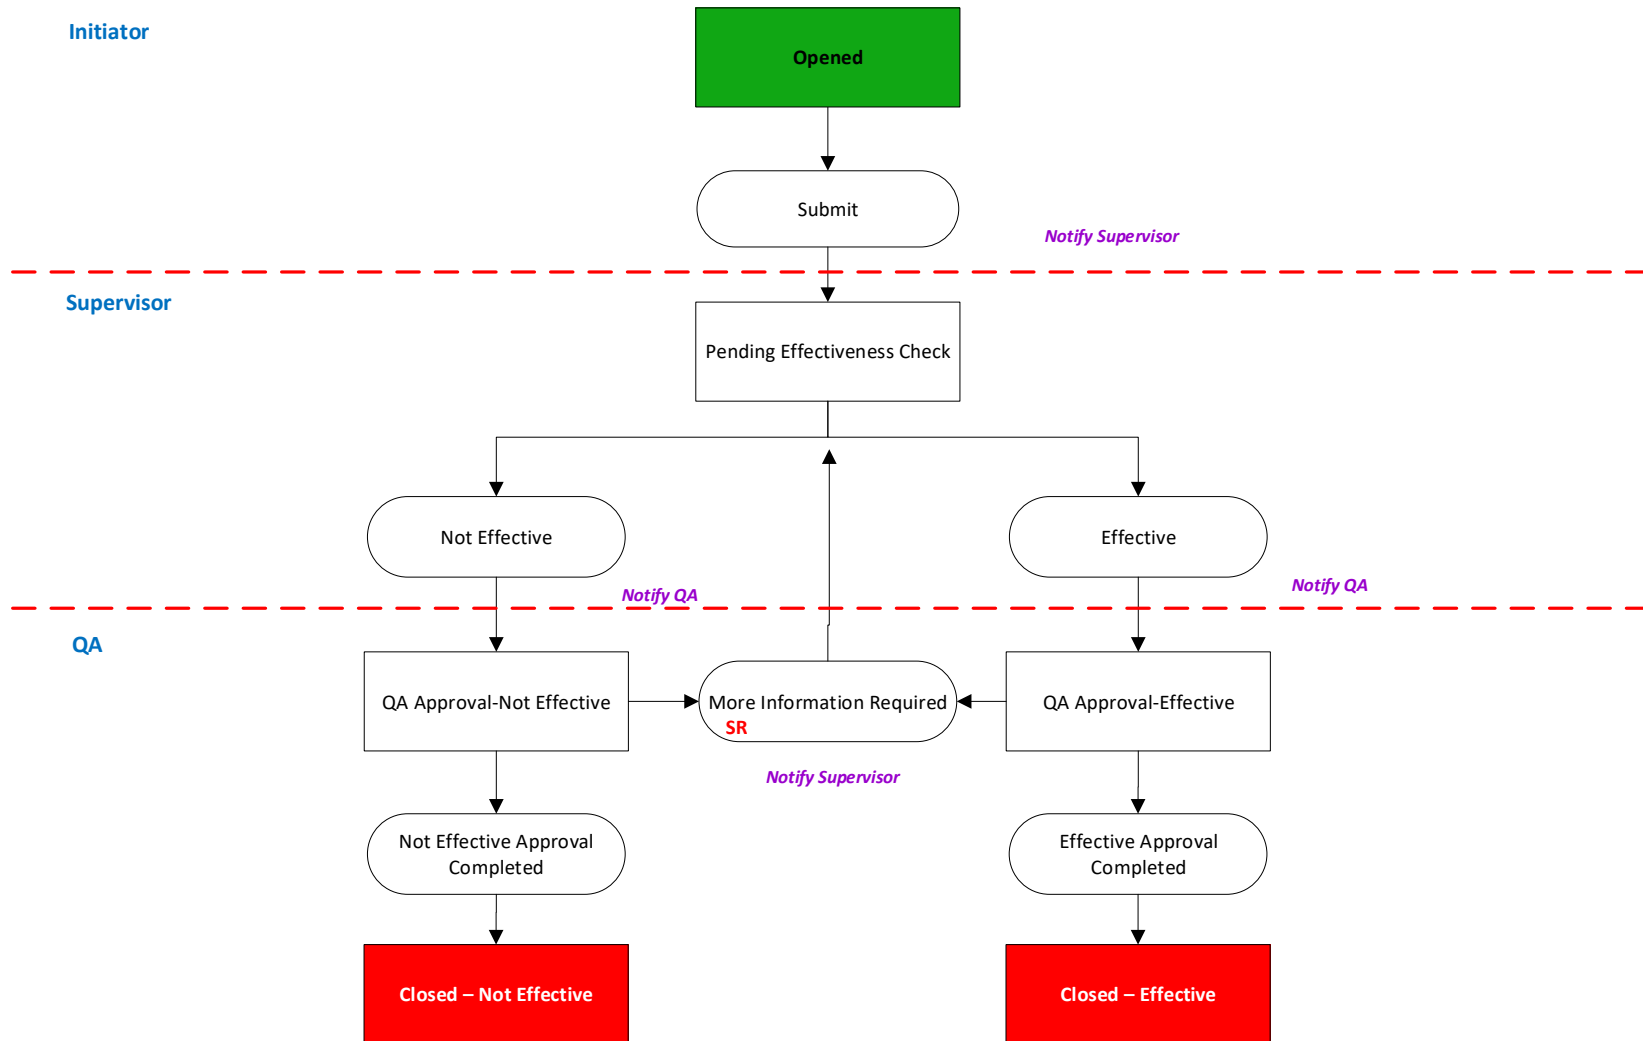 Initiator
Opened
Submit
Notify Supervisor
Supervisor
Pending Effectiveness Check
Not Effective
Effective
Notify QA
Notify QA
QA
QA Approval-Not Effective
More Information Required
SR
QA Approval-Effective
Notify Supervisor
Not Effective Approval
Completed
Effective Approval
Completed
Closed – Not Effective
Closed – Effective